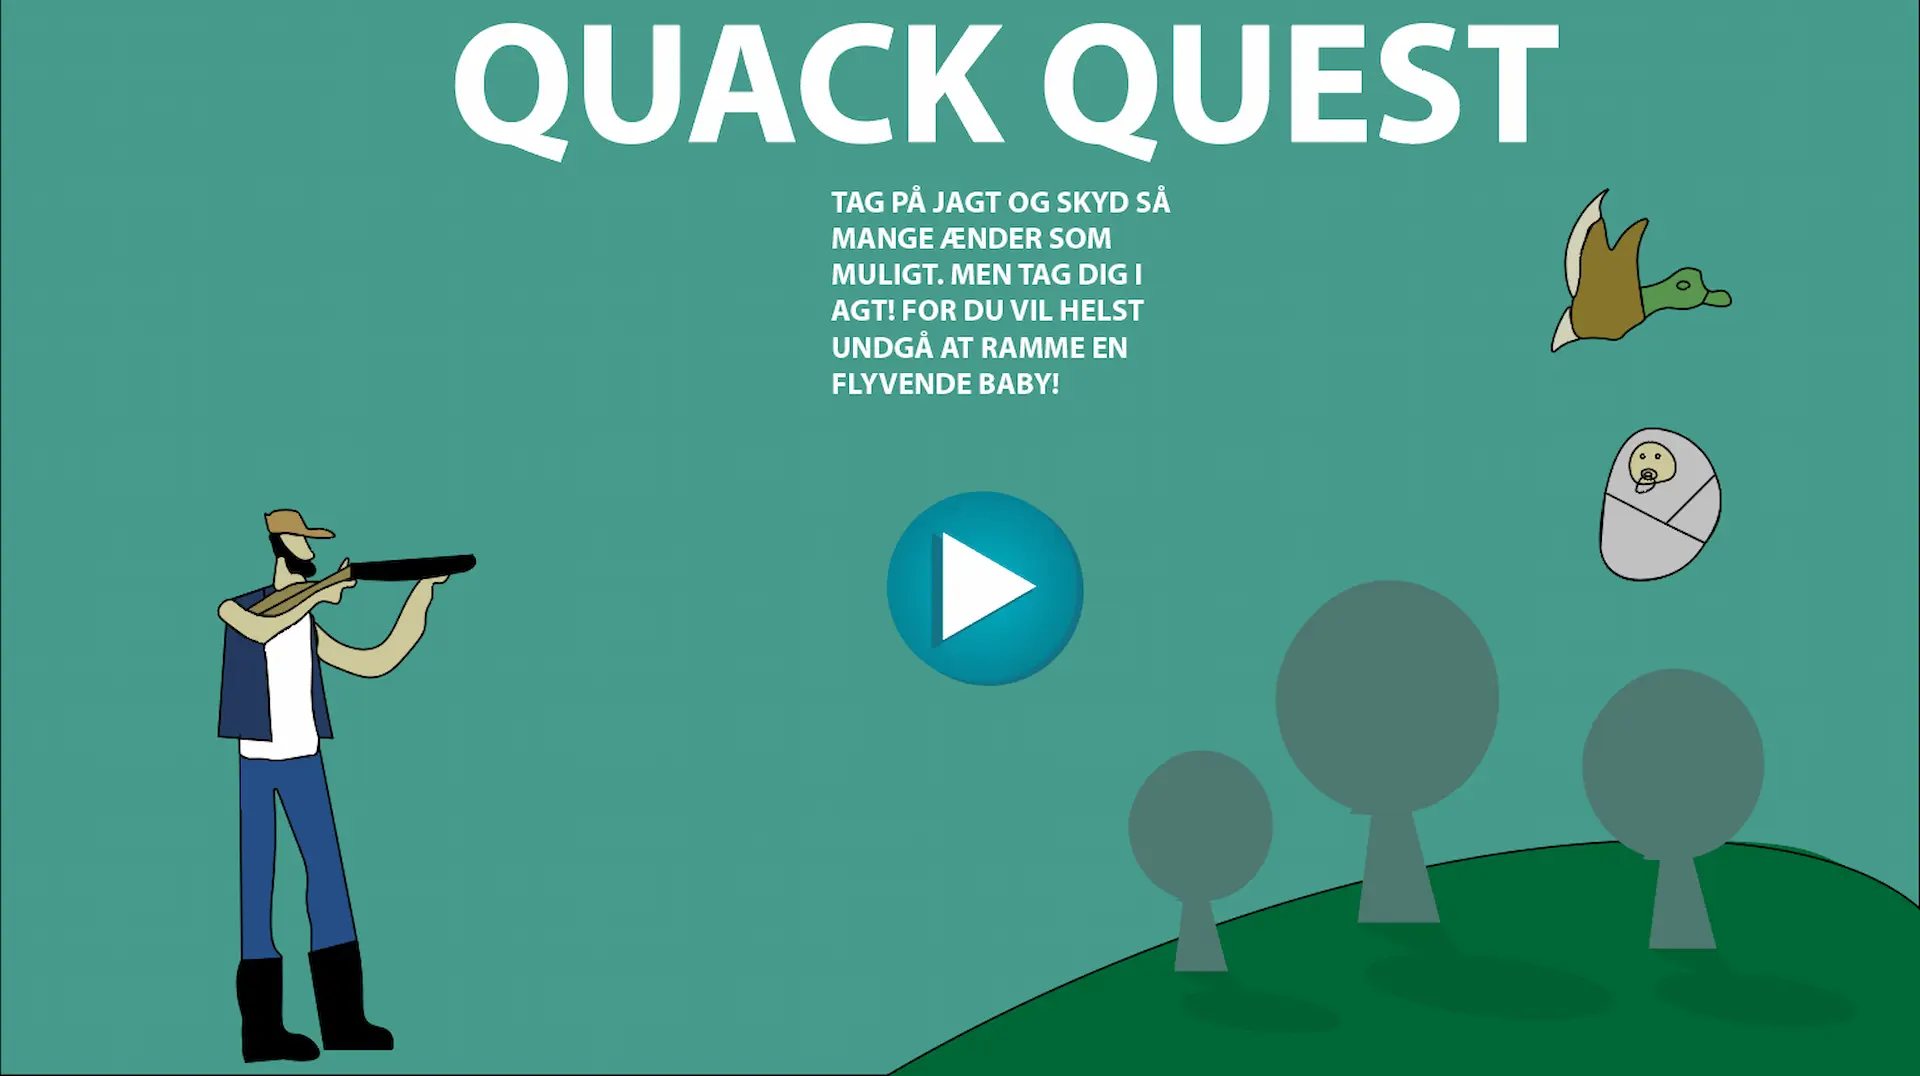 QUACK QUEST
TAG PÅ JAGT OG SKYD SÅ
MANGE ÆNDER SOM
MULIGT. MEN TAG DIG I
AGT! FOR DU VIL HELST
UNDGÅ AT RAMME EN
FLYVENDE BABY!